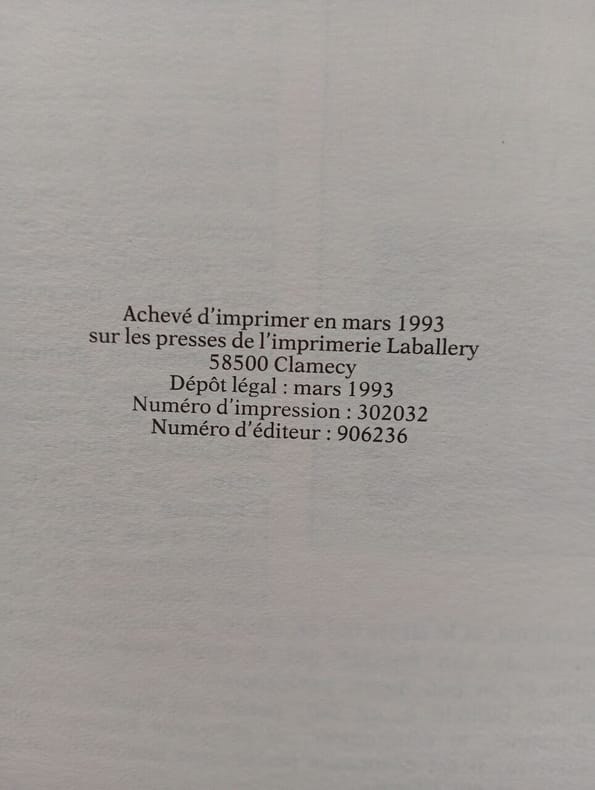 Achevé d'imprimer en mars 1993
sur les presses de l'imprimerie Laballery
58500 Clamecy
Dépôt légal : mars 1993
Numéro d'impression : 302032
Numéro d'éditeur : 906236